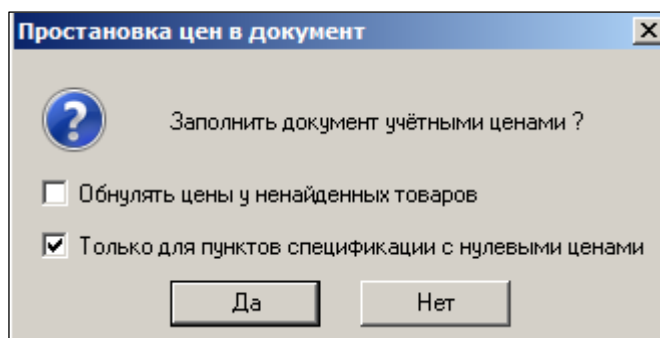 Простановка цен в документ
Заполнить документ учётными ценами ?
Обнулять цены у ненайденных товаров
Только для пунктов спецификации с нулевыми ценами
Да
Нет